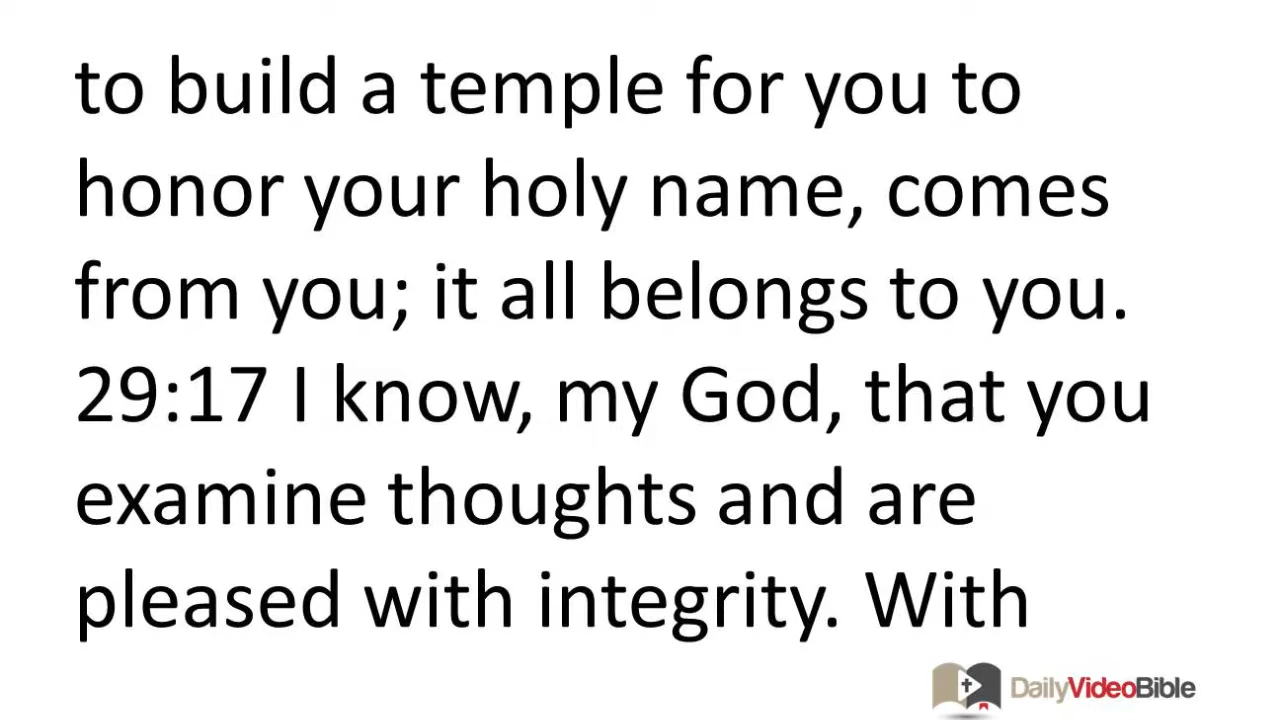 to build a temple for you to
honor your holy name, comes
from you; it all belongs to you.
29:17 I know, my God, that you
examine thoughts and are
pleased with integrity. With
DailyVideoBible